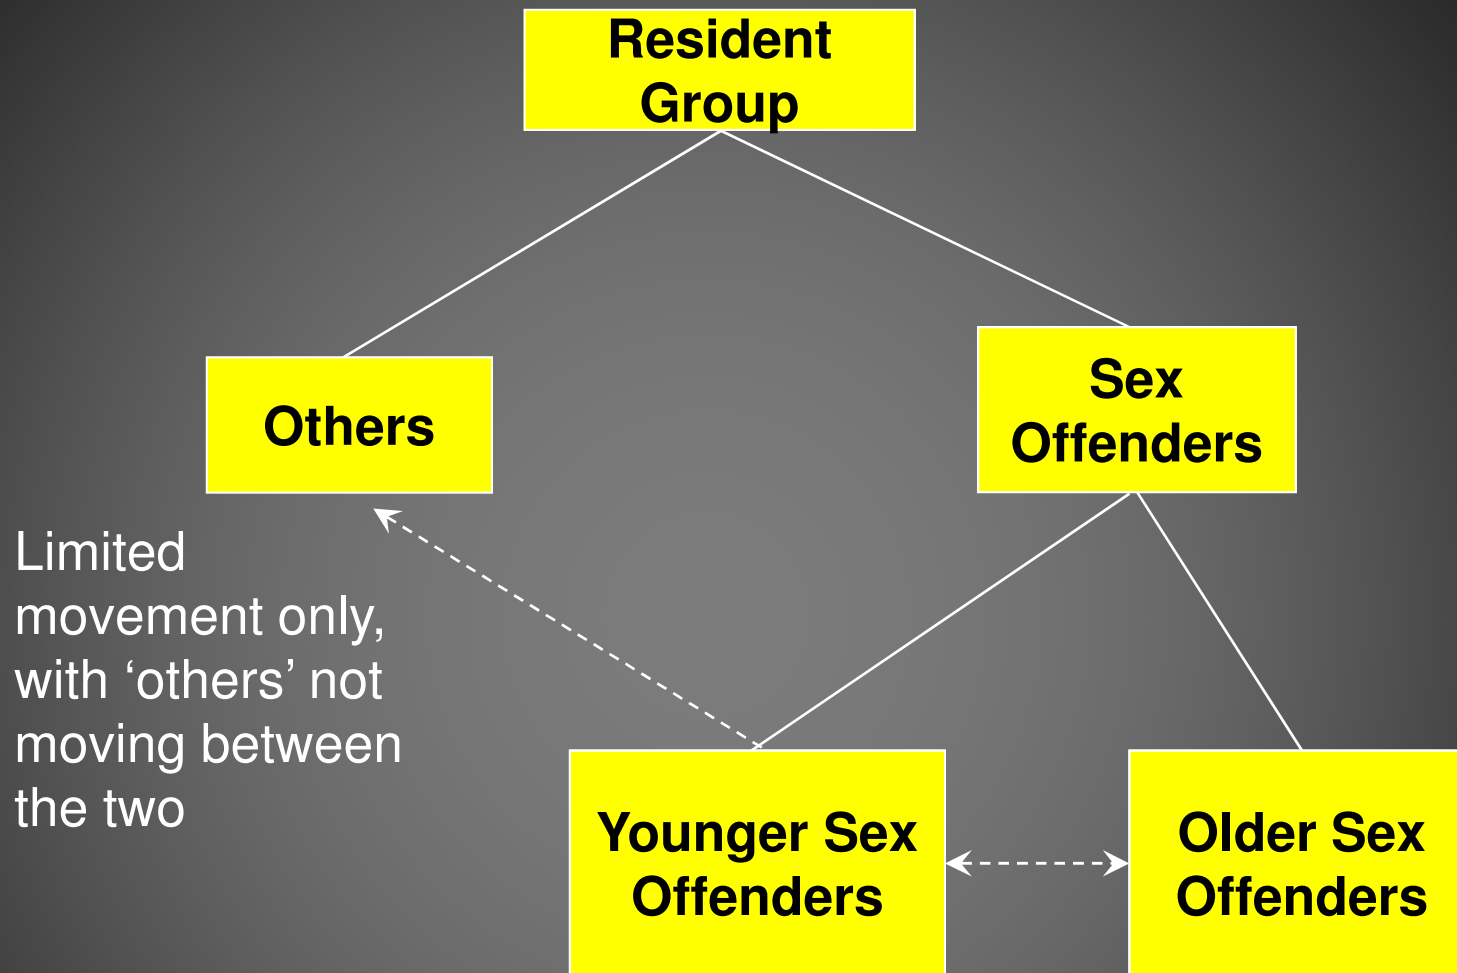 Resident
Group
Others
Sex
Offenders
Limited
movement only,
with ‘others’ not
moving between
the two
Younger Sex
Offenders
Older Sex
Offenders